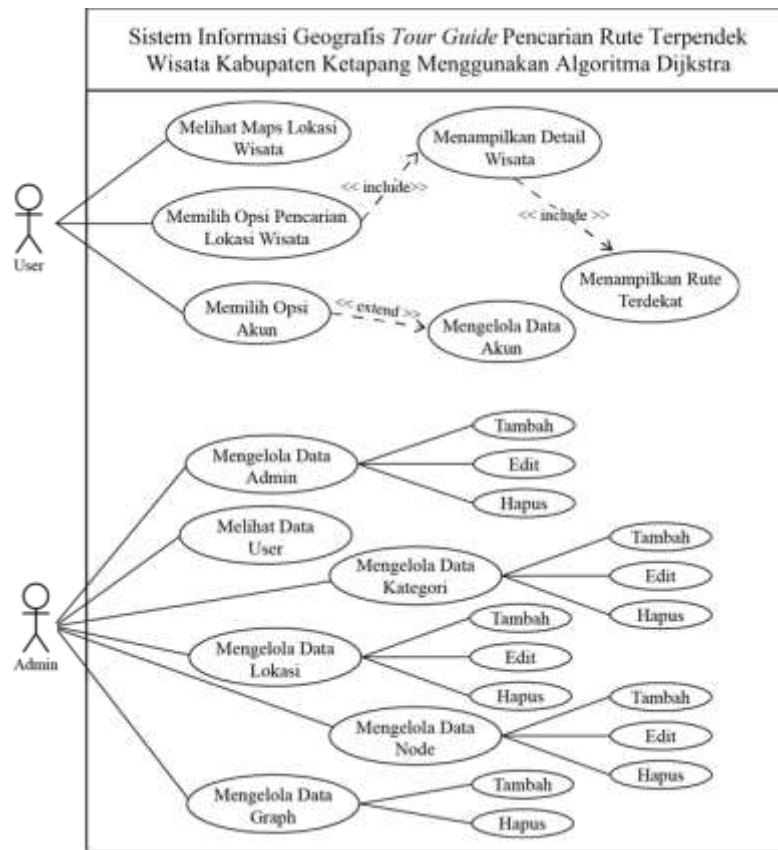 Sistem Informasi Geografis Tour Guide Pencarian Rute Terpendek
Wisata Kabupaten Ketapang Menggunakan Algoritma Dijkstra
Melihat Maps Lokasi
Wisata
Menampilkan Detail
Wisata
<< include>>
Memilih Opsi Pencarian
Lokasi Wisata
<< include >>
User
Menampilkan Rute
Terdekat
Memilih Opsi
Akun
<< extend >>
Mengelola Data
Akun
Mengelola Data
Admin
Tambah
Edit
Hapus
Melihat Data
User
Mengelola Data
Kategori
Tambah
Edit
Hapus
Admin
Mengelola Data
Lokasi
Tambah
Edit
Hapus
Mengelola Data
Node
Tambah
Edit
Hapus
Mengelola Data
Graph
Tambah
Hapus